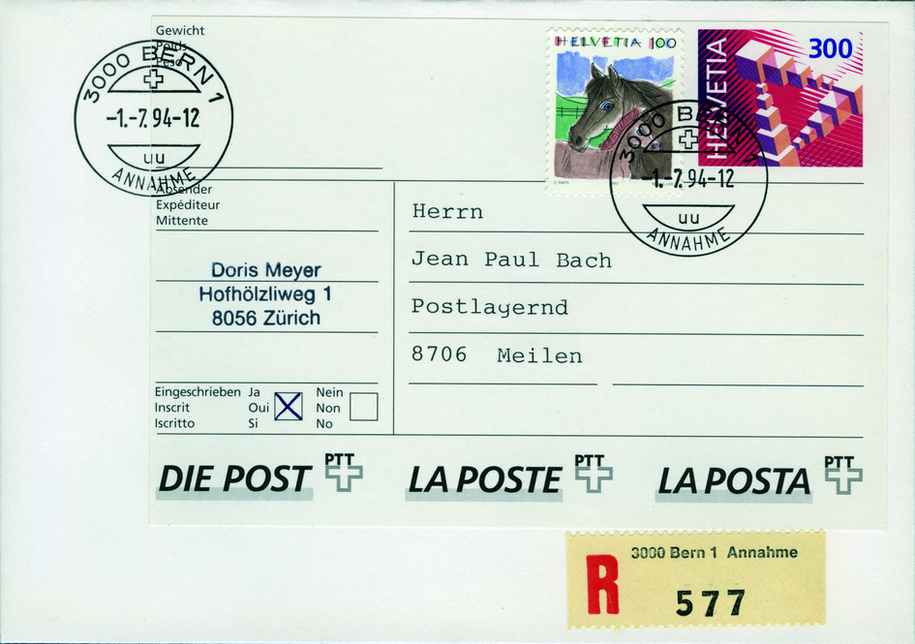 Gewicht
Poids
Peso
3000 BERN 1
-1.-7.94-12
uu
ANNAHME
HELVETIA 100
HELVETIA
300
3000 BERN 1
-1.-7.94-12
uu
ANNAHME
Absender
Expéditeur
Mittente
Doris Meyer
Hofhölzliweg 1
8056 Zürich
Herrn
Jean Paul Bach
Postlagernd
8706 Meilen
Eingeschrieben Ja Nein
Inscrit Oui Non
Iscritto Si No
DIE POST PTT
LA POSTE PTT
LA POSTA PTT
R
3000 Bern 1 Annahme
577